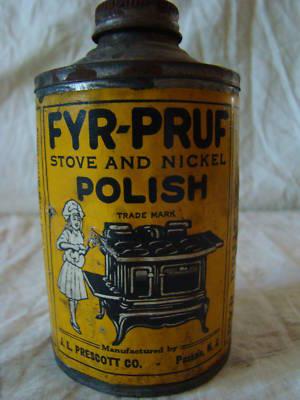 FYR-PRUF
STOVE AND NICKEL
POLISH
TRADE MARK
Manufactured by
J. L. PRESCOTT CO. - Passaic, N. J.